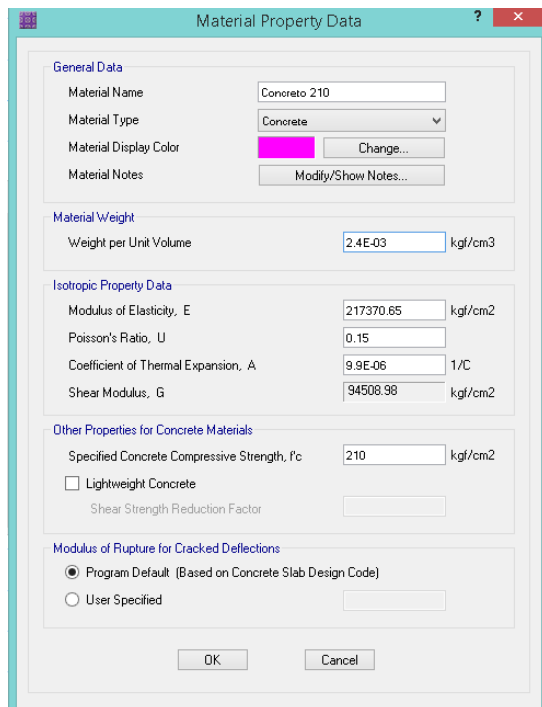 Material Property Data
General Data
Material Name Concreto 210
Material Type Concrete
Material Display Color Change...
Material Notes Modify/Show Notes...
Material Weight
Weight per Unit Volume 2.4E-03 kgf/cm3
Isotropic Property Data
Modulus of Elasticity, E 217370.65 kgf/cm2
Poisson's Ratio, U 0.15
Coefficient of Thermal Expansion, A 9.9E-06 1/C
Shear Modulus, G 94508.98 kgf/cm2
Other Properties for Concrete Materials
Specified Concrete Compressive Strength, f'c 210 kgf/cm2
Lightweight Concrete
Shear Strength Reduction Factor
Modulus of Rupture for Cracked Deflections
Program Default (Based on Concrete Slab Design Code)
User Specified
OK Cancel